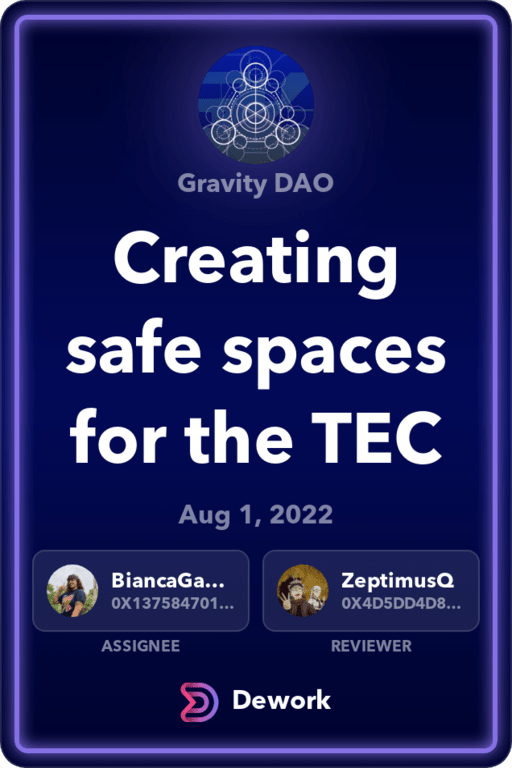 Gravity DAO
Creating
safe spaces
for the TEC
Aug 1, 2022
BiancaGa...
0X137584701...
ASSIGNEE
ZeptimusQ
0X4D5DD4D8...
REVIEWER
Dework